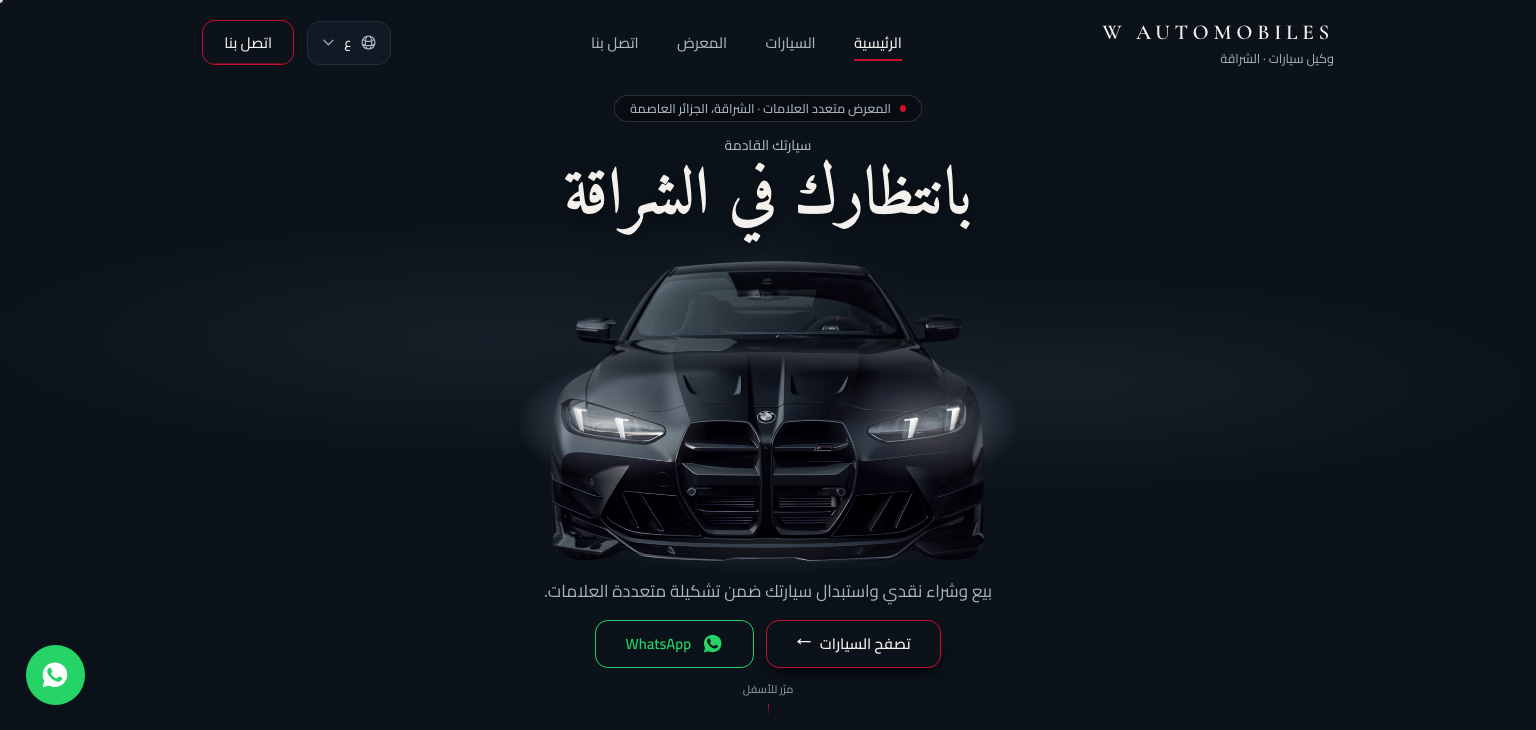 W AUTOMOBILES
وكيل سيارات · الشراقة
الرئيسية
السيارات
المعرض
اتصل بنا
ع
اتصل بنا
المعرض متعدد العلامات · الشراقة، الجزائر العاصمة
سيارتك القادمة
بانتظارك في الشراقة
بيع وشراء نقدي واستبدال سيارتك ضمن تشكيلة متعددة العلامات.
تصفح السيارات ←
WhatsApp
مرّر للأسفل